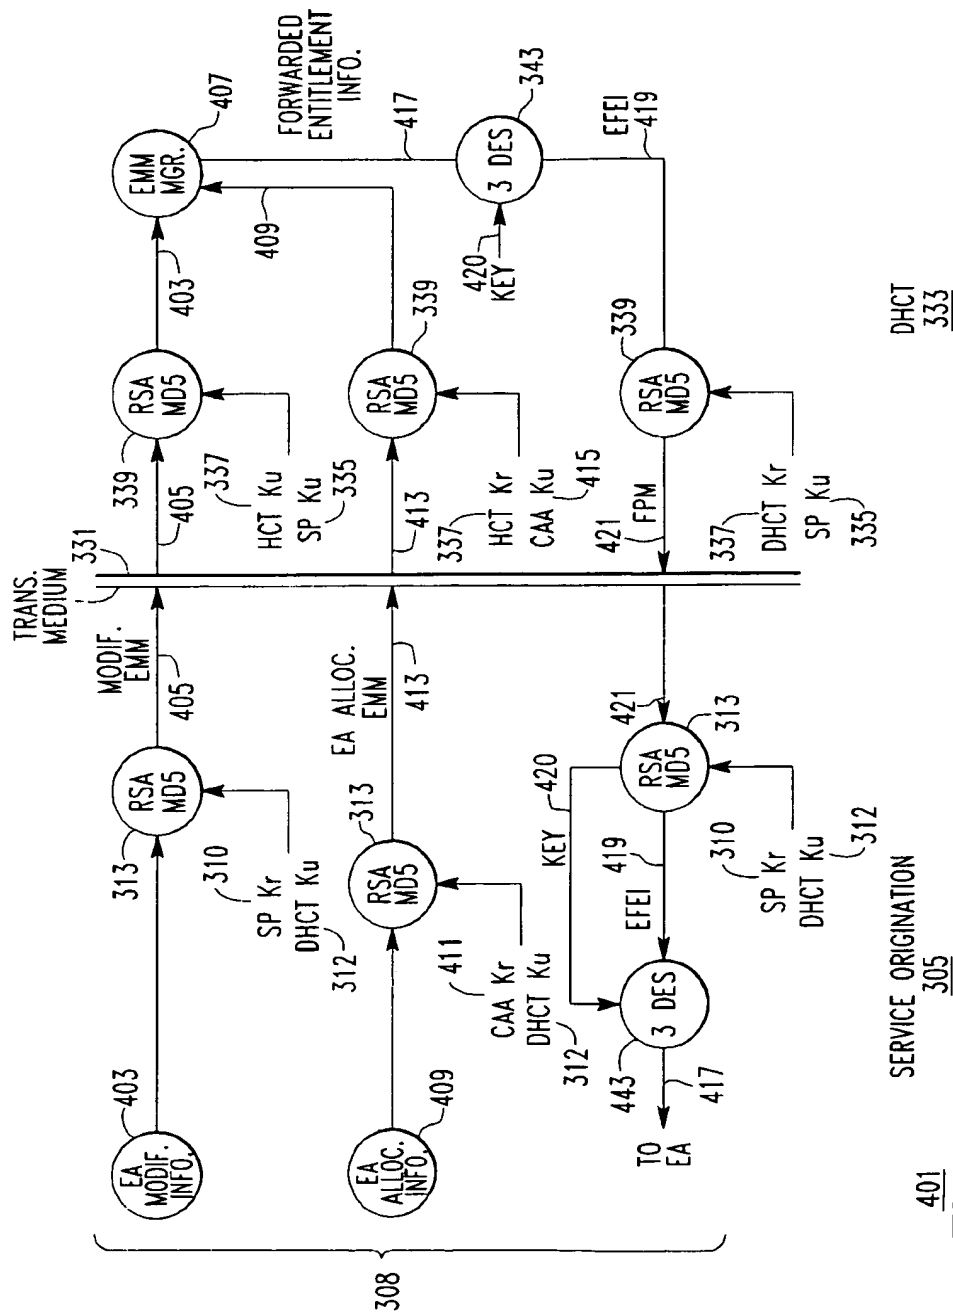 308
EA
MODIF.
INFO.
403
313
RSA
MD5
310
SP Kr
DHCT Ku
312
MODIF.
EMM
405
TRANS.
MEDIUM
331
405
339
RSA
MD5
337
HCT Ku
SP Ku
335
403
EMM
MGR.
407
EA
ALLOC.
INFO.
409
411
CAA Kr
DHCT Ku
312
313
RSA
MD5
EA ALLOC.
EMM
413
413
337
HCT Kr
CAA Ku
415
RSA
MD5
339
409
FORWARDED
ENTITLEMENT
INFO.
417
3 DES
343
420
KEY
EFEI
419
339
RSA
MD5
337
DHCT Kr
SP Ku
335
FPM
421
421
RSA
MD5
313
310
SP Kr
DHCT Ku
312
KEY
420
419
EFEI
3 DES
443
417
TO
EA
401
SERVICE ORIGINATION
305
DHCT
333